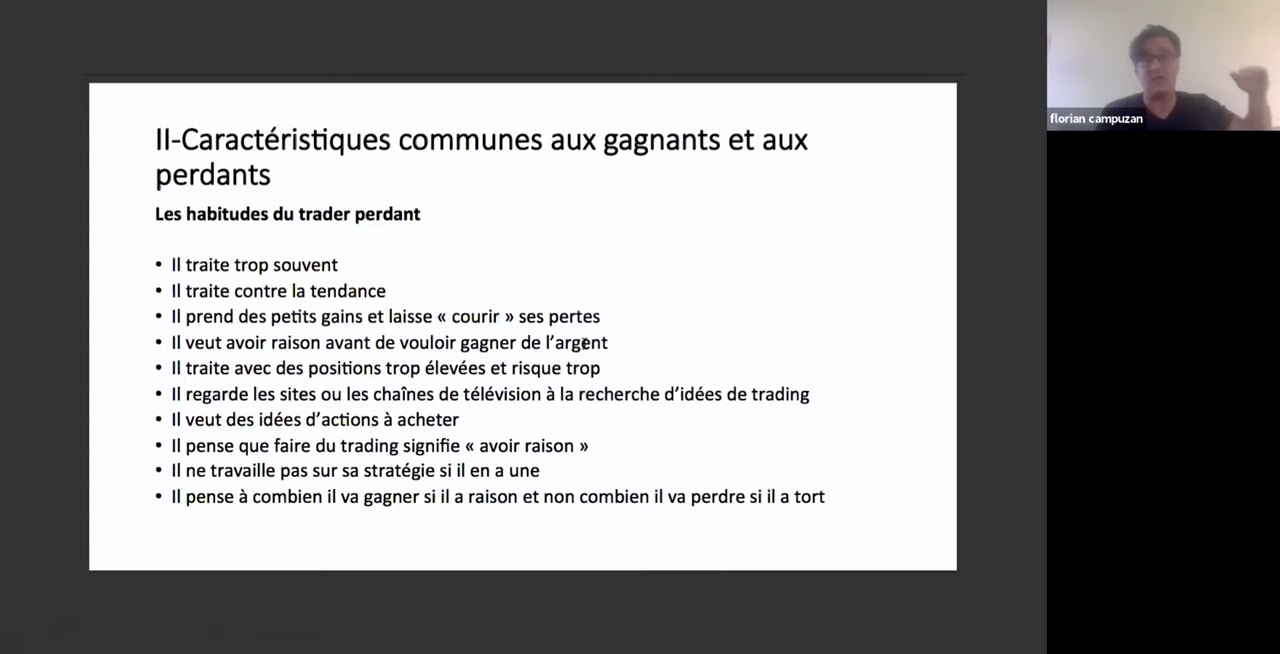 II-Caractéristiques communes aux gagnants et aux
perdants
Les habitudes du trader perdant
• Il traite trop souvent
• Il traite contre la tendance
• Il prend des petits gains et laisse « courir » ses pertes
• Il veut avoir raison avant de vouloir gagner de l’argent
• Il traite avec des positions trop élevées et risque trop
• Il regarde les sites ou les chaînes de télévision à la recherche d’idées de trading
• Il veut des idées d’actions à acheter
• Il pense que faire du trading signifie « avoir raison »
• Il ne travaille pas sur sa stratégie si il en a une
• Il pense à combien il va gagner si il a raison et non combien il va perdre si il a tort
florian campuzan